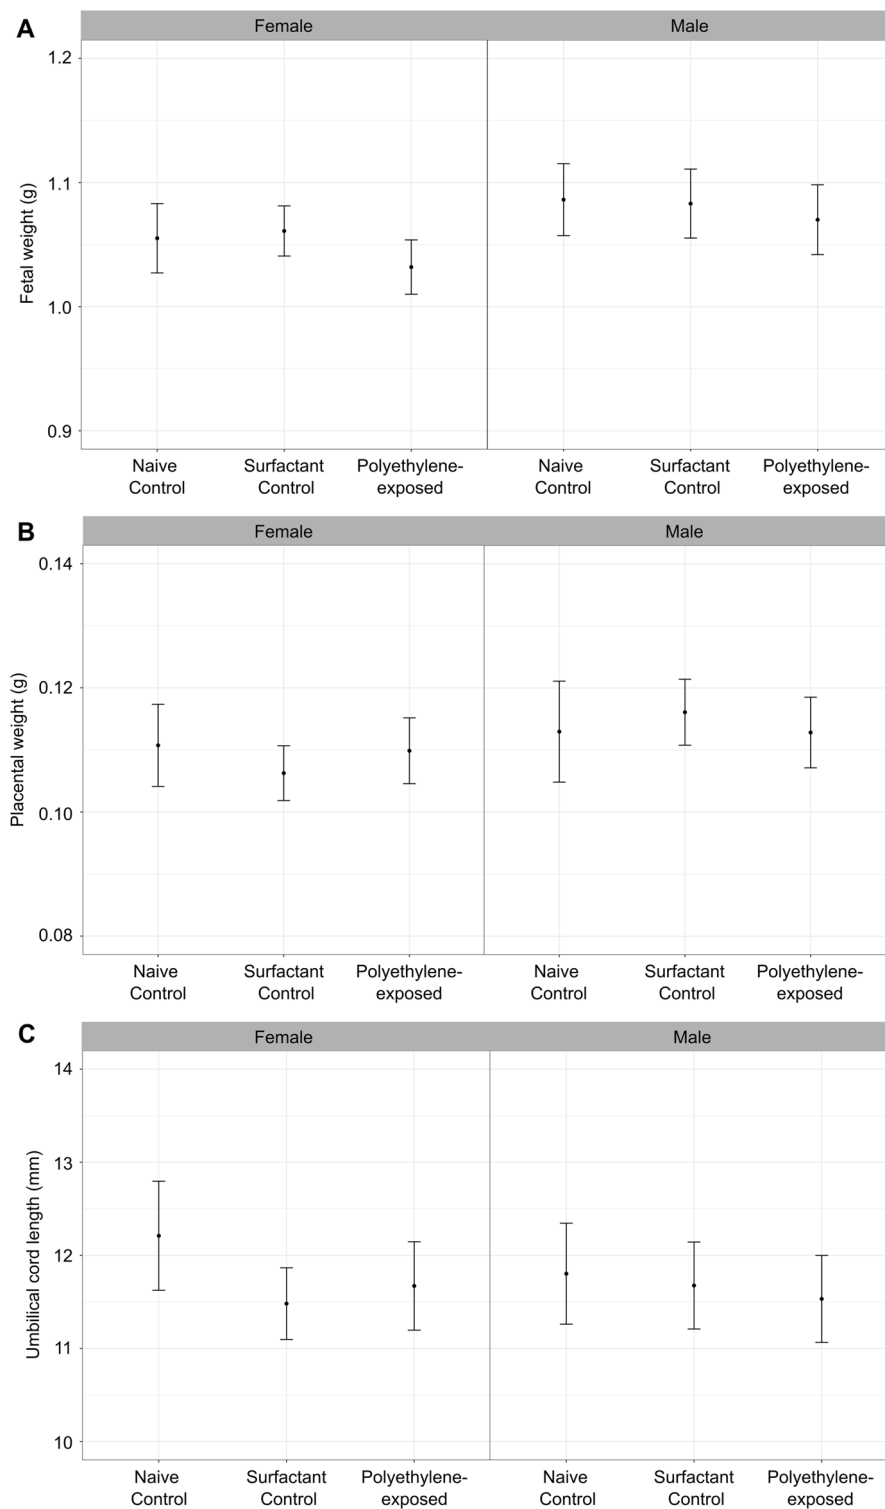 A
Female
Male
Fetal weight (g)
1.2
1.1
1.0
0.9
Naive Control
Surfactant Control
Polyethylene-exposed
Naive Control
Surfactant Control
Polyethylene-exposed
B
Female
Male
Placental weight (g)
0.14
0.12
0.10
0.08
Naive Control
Surfactant Control
Polyethylene-exposed
Naive Control
Surfactant Control
Polyethylene-exposed
C
Female
Male
Umbilical cord length (mm)
14
13
12
11
10
Naive Control
Surfactant Control
Polyethylene-exposed
Naive Control
Surfactant Control
Polyethylene-exposed